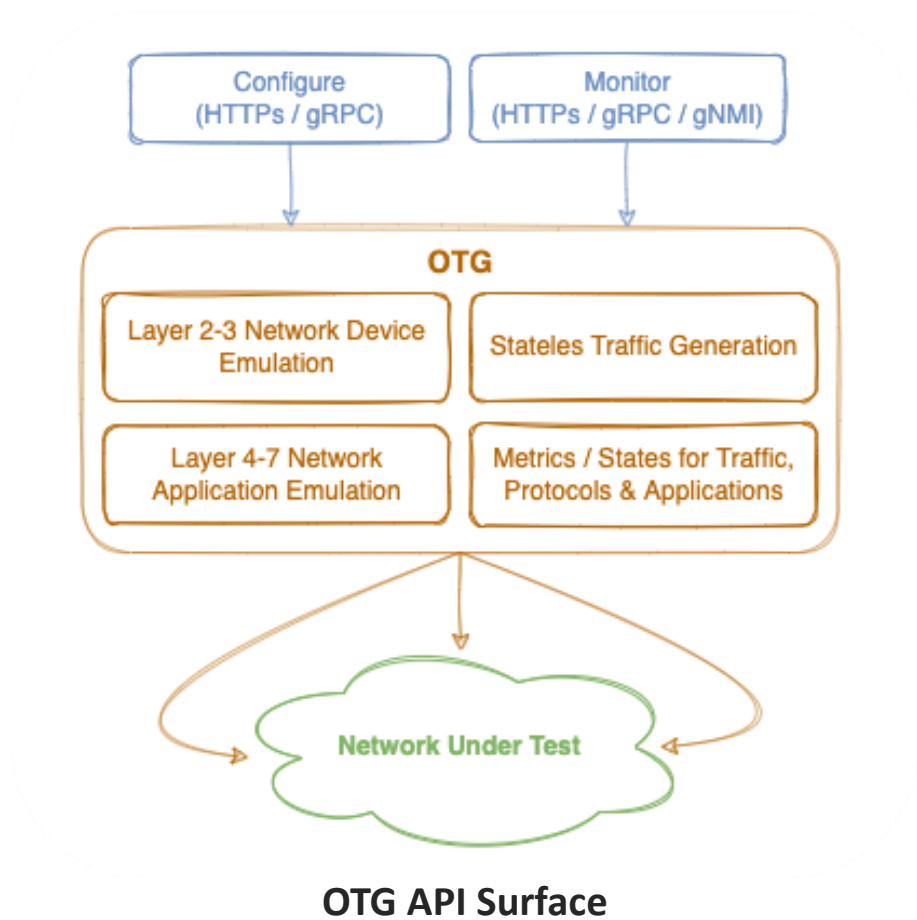 Configure
(HTTPs / gRPC)
Monitor
(HTTPs / gRPC / gNMI)
OTG
Layer 2-3 Network Device
Emulation
Stateles Traffic Generation
Layer 4-7 Network
Application Emulation
Metrics / States for Traffic,
Protocols & Applications
Network Under Test
OTG API Surface